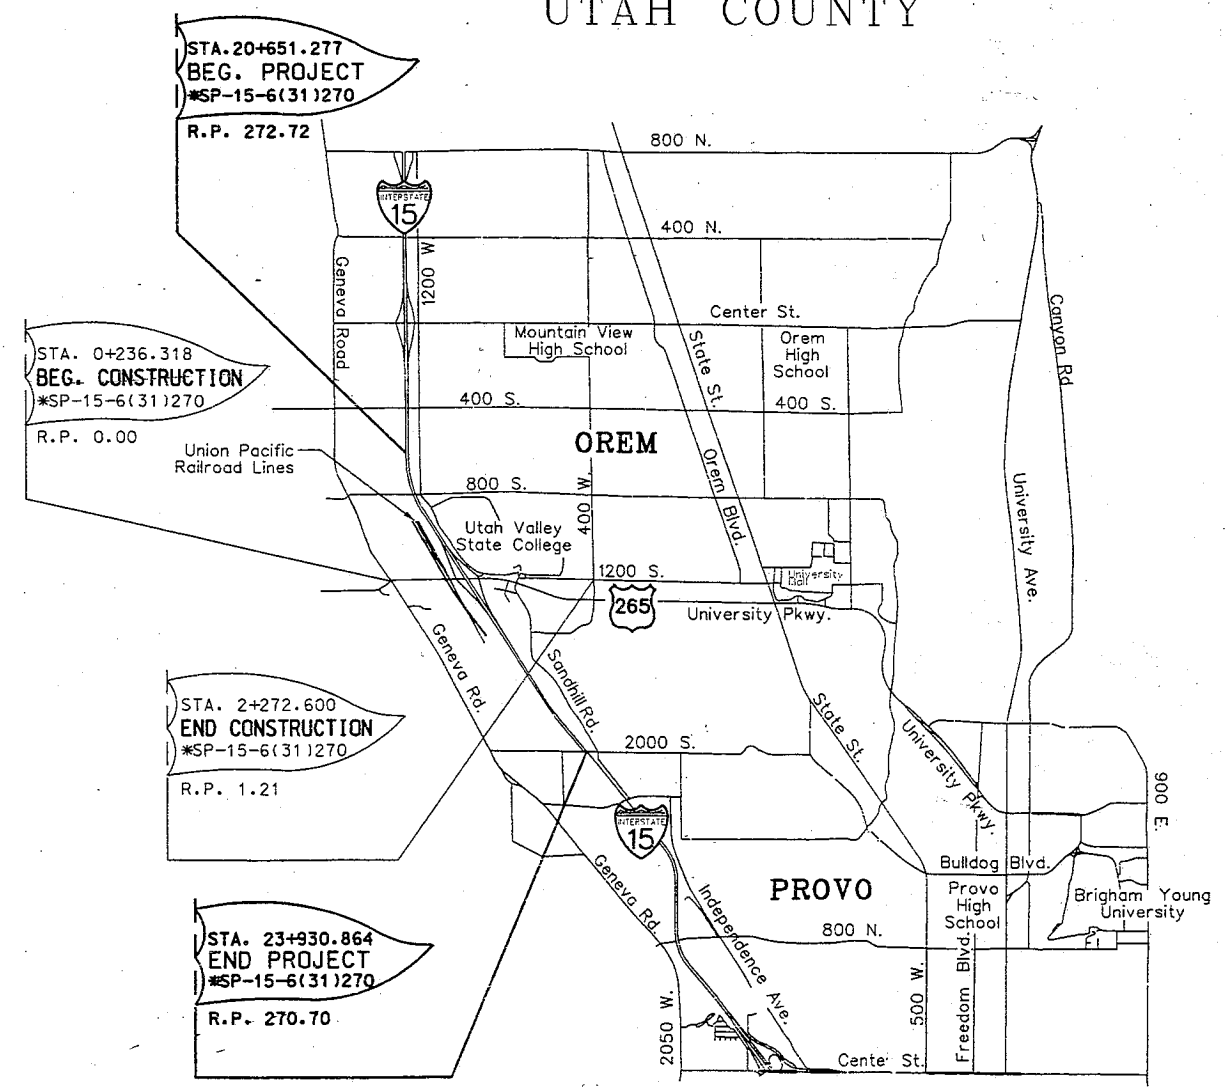 UTAH COUNTY
STA.20+651.277
BEG. PROJECT
*SP-15-6(31)270
R.P. 272.72
800 N.
INTERSTATE
15
400 N.
1200 W
Geneva Road
Center St.
Canyon Rd
Mountain View
High School
State St.
Orem
High
School
STA. 0+236.318
BEG. CONSTRUCTION
*SP-15-6(31)270
R.P. 0.00
400 S.
400 S.
OREM
Union Pacific
Railroad Lines
Orem Blvd.
800 S.
400 W.
University Ave.
Utah Valley
State College
1200 S.
University
Mall
265
University Pkwy.
Geneva Rd.
Sandhill Rd.
STA. 2+272.600
END CONSTRUCTION
*SP-15-6(31)270
R.P. 1.21
State St.
2000 S.
University Pkwy.
900 E.
INTERSTATE
15
Bulldog Blvd.
Geneva Rd.
Independence Ave.
PROVO
Provo
High
School
Brigham Young
University
800 N.
STA. 23+930.864
END PROJECT
*SP-15-6(31)270
R.P. 270.70
500 W.
Freedom Blvd.
2050 W.
Center St.